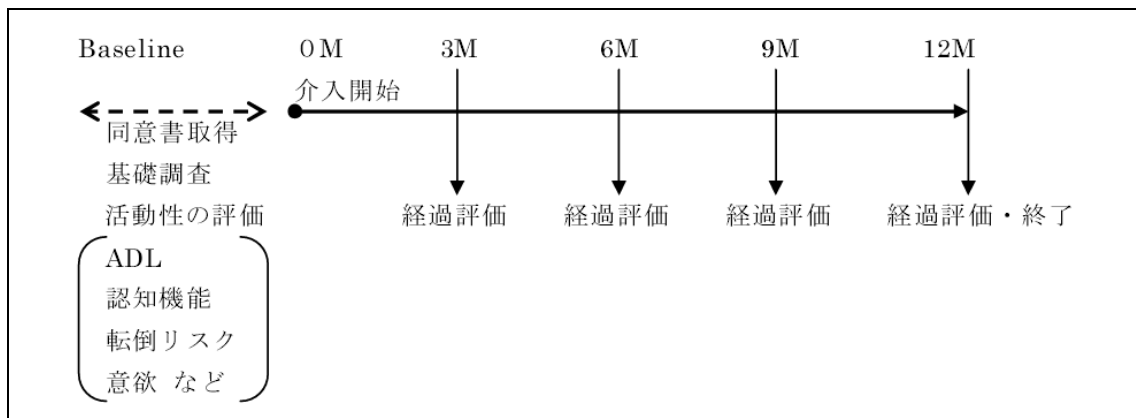 Baseline 0M 3M 6M 9M 12M
介入開始
同意書取得
基礎調査
活動性の評価 経過評価 経過評価 経過評価 経過評価・終了
ADL
認知機能
転倒リスク
意欲 など